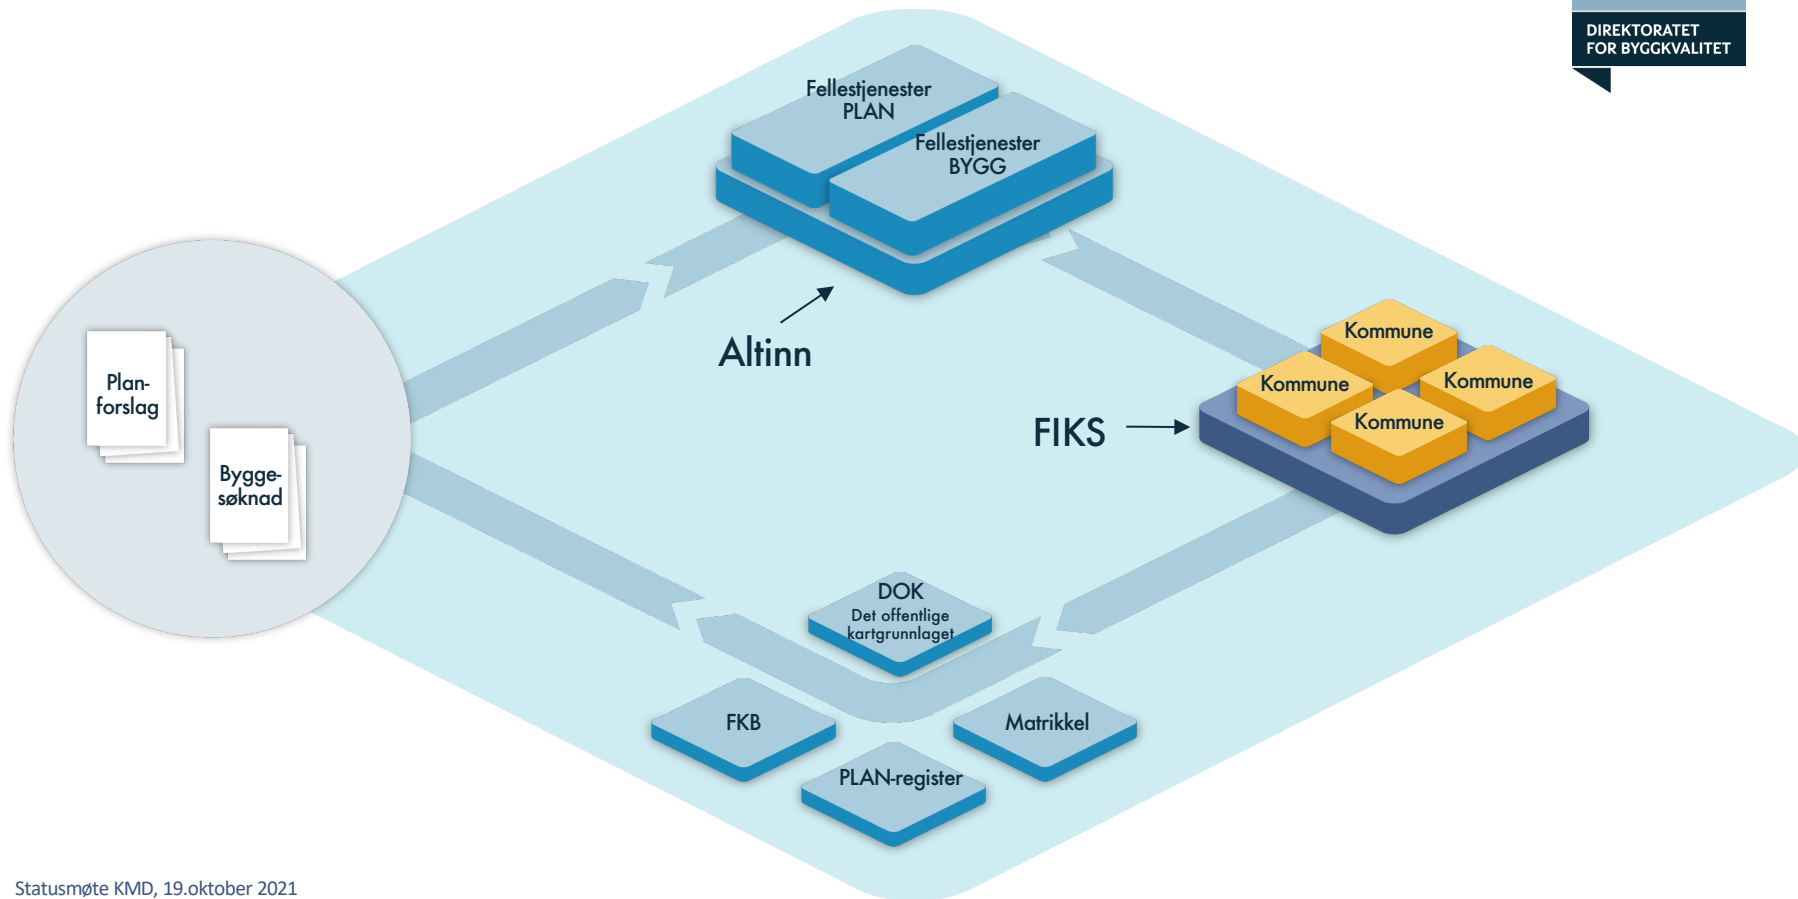 DIREKTORATET
FOR BYGGKVALITET
Fellestjenester
PLAN
Fellestjenester
BYGG
Altinn
Kommune
Kommune
Kommune
Kommune
FIKS
Plan-
forslag
Bygge-
søknad
DOK
Det offentlige
kartgrunnlaget
FKB
Matrikkel
PLAN-register
Statusmøte KMD, 19.oktober 2021